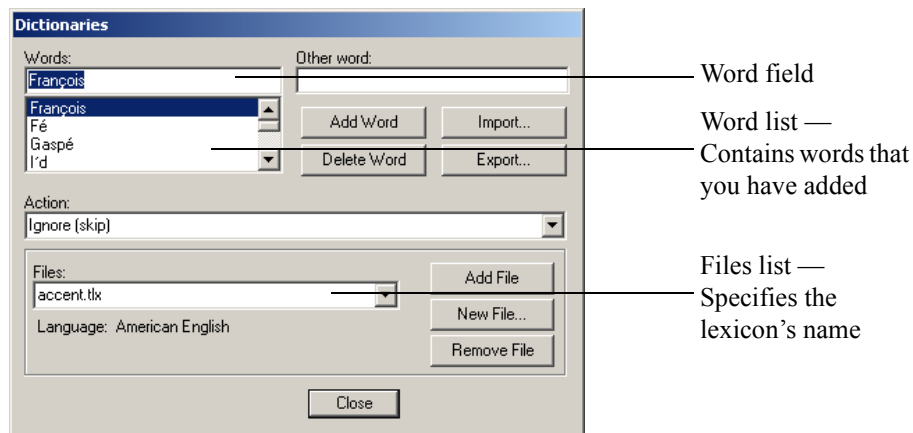 Dictionaries
Words:
Other word:
François
François
Fé
Gaspé
I´d
Add Word
Import...
Delete Word
Export...
Action:
Ignore (skip)
Files:
accent.tlx
Language: American English
Add File
New File...
Remove File
Close
Word field
Word list —
Contains words that
you have added
Files list —
Specifies the
lexicon’s name